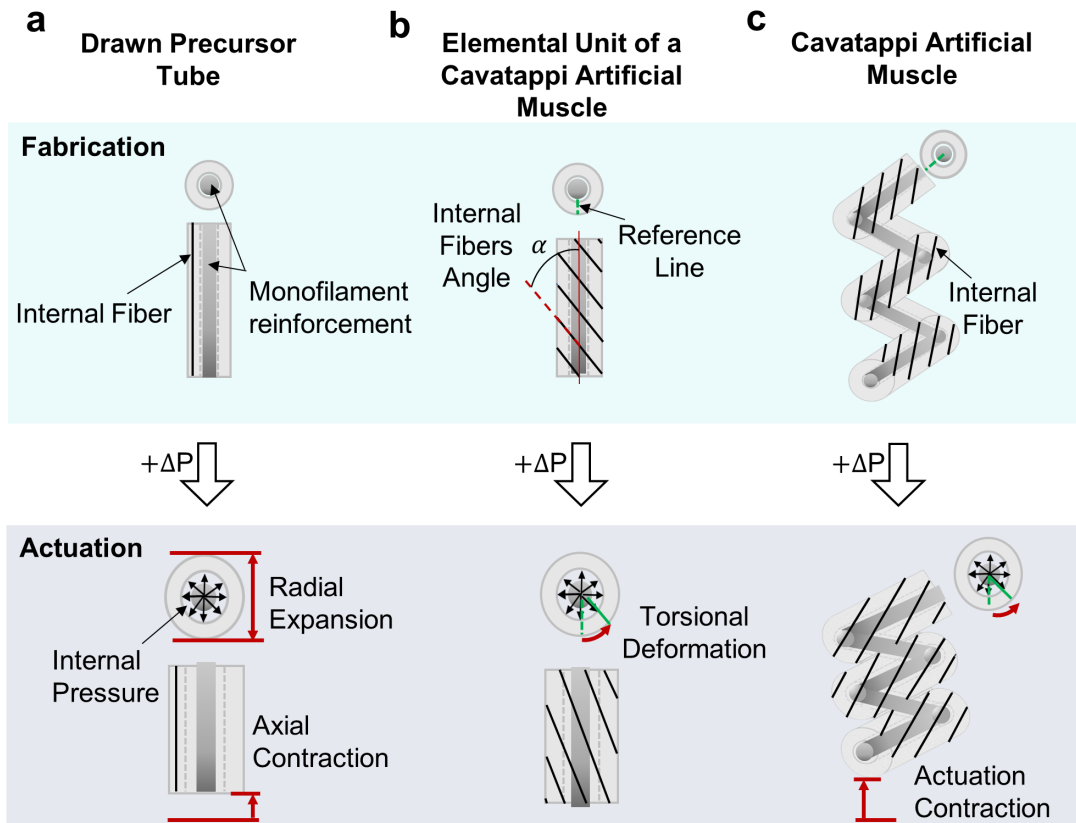 a
Drawn Precursor
Tube
b
Elemental Unit of a
Cavatappi Artificial
Muscle
c
Cavatappi Artificial
Muscle
Fabrication
Internal Fiber
Monofilament
reinforcement
Internal
Fibers
Angle
α
Reference
Line
Internal
Fiber
+ΔP
+ΔP
+ΔP
Actuation
Radial
Expansion
Internal
Pressure
Axial
Contraction
Torsional
Deformation
Actuation
Contraction